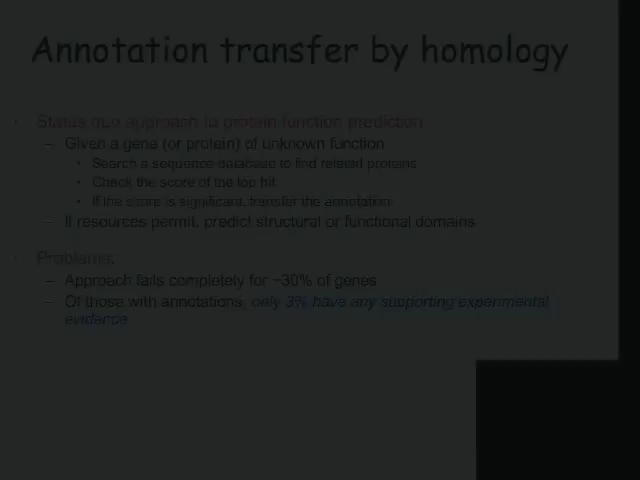 Annotation transfer by homology
• Status quo approach to protein function prediction
– Given a gene (or protein) of unknown function
• Search a sequence database to find related proteins
• Check the score of the top hit
• If the score is significant, transfer the annotation
– If resources permit, predict structural or functional domains
• Problems:
– Approach fails completely for ~30% of genes
– Of those with annotations, only 3% have any supporting experimental
evidence